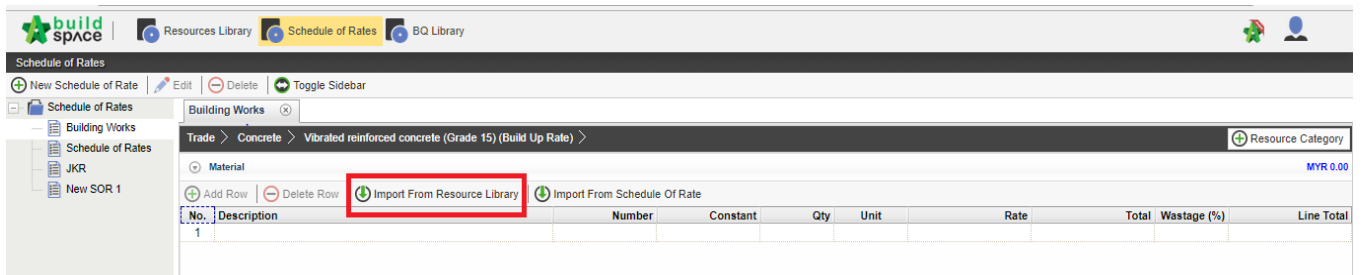 build space
Resources Library Schedule of Rates BQ Library
Schedule of Rates
New Schedule of Rate Edit Delete Toggle Sidebar
Schedule of Rates
Building Works
Schedule of Rates
JKR
New SOR 1
Building Works
Trade > Concrete > Vibrated reinforced concrete (Grade 15) (Build Up Rate) >
Resource Category
Material MYR 0.00
Add Row Delete Row Import From Resource Library Import From Schedule Of Rate
No. Description Number Constant Qty Unit Rate Total Wastage (%) Line Total
1